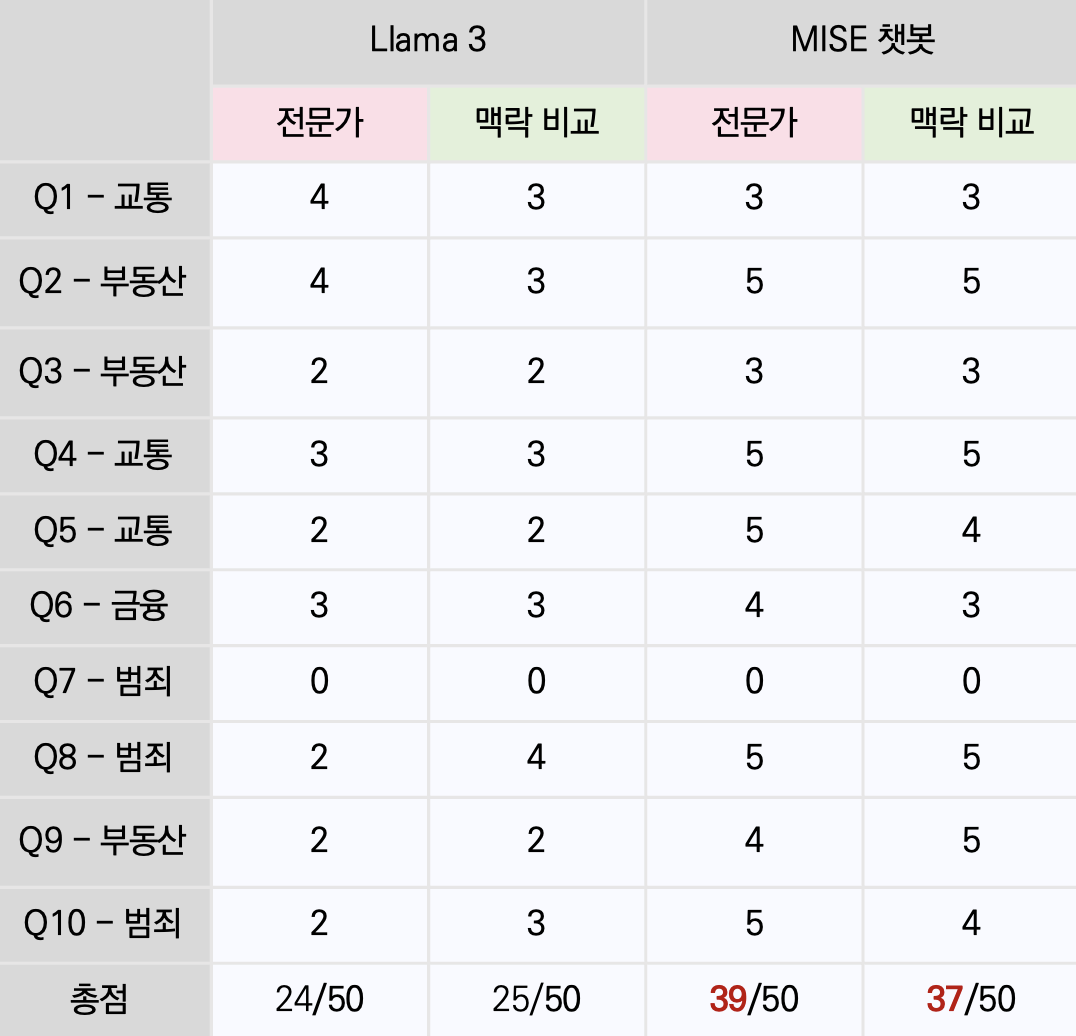 Llama 3 MISE 챗봇
전문가 맥락 비교 전문가 맥락 비교
Q1 – 교통 4 3 3 3
Q2 – 부동산 4 3 5 5
Q3 – 부동산 2 2 3 3
Q4 – 교통 3 3 5 5
Q5 – 교통 2 2 5 4
Q6 – 금융 3 3 4 3
Q7 – 범죄 0 0 0 0
Q8 – 범죄 2 4 5 5
Q9 – 부동산 2 2 4 5
Q10 – 범죄 2 3 5 4
총점 24/50 25/50 39/50 37/50